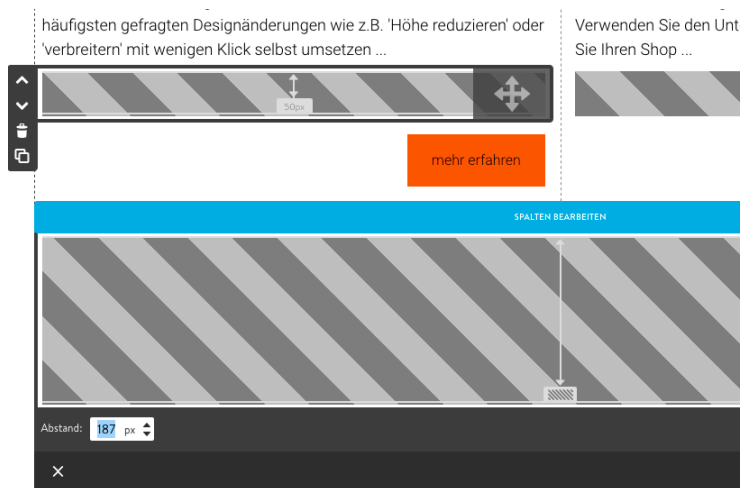 häufigsten gefragten Designänderungen wie z.B. 'Höhe reduzieren' oder
'verbreitern' mit wenigen Klick selbst umsetzen ...
Verwenden Sie den Unt
Sie Ihren Shop ...
50px
mehr erfahren
SPALTEN BEARBEITEN
Abstand: 187 px